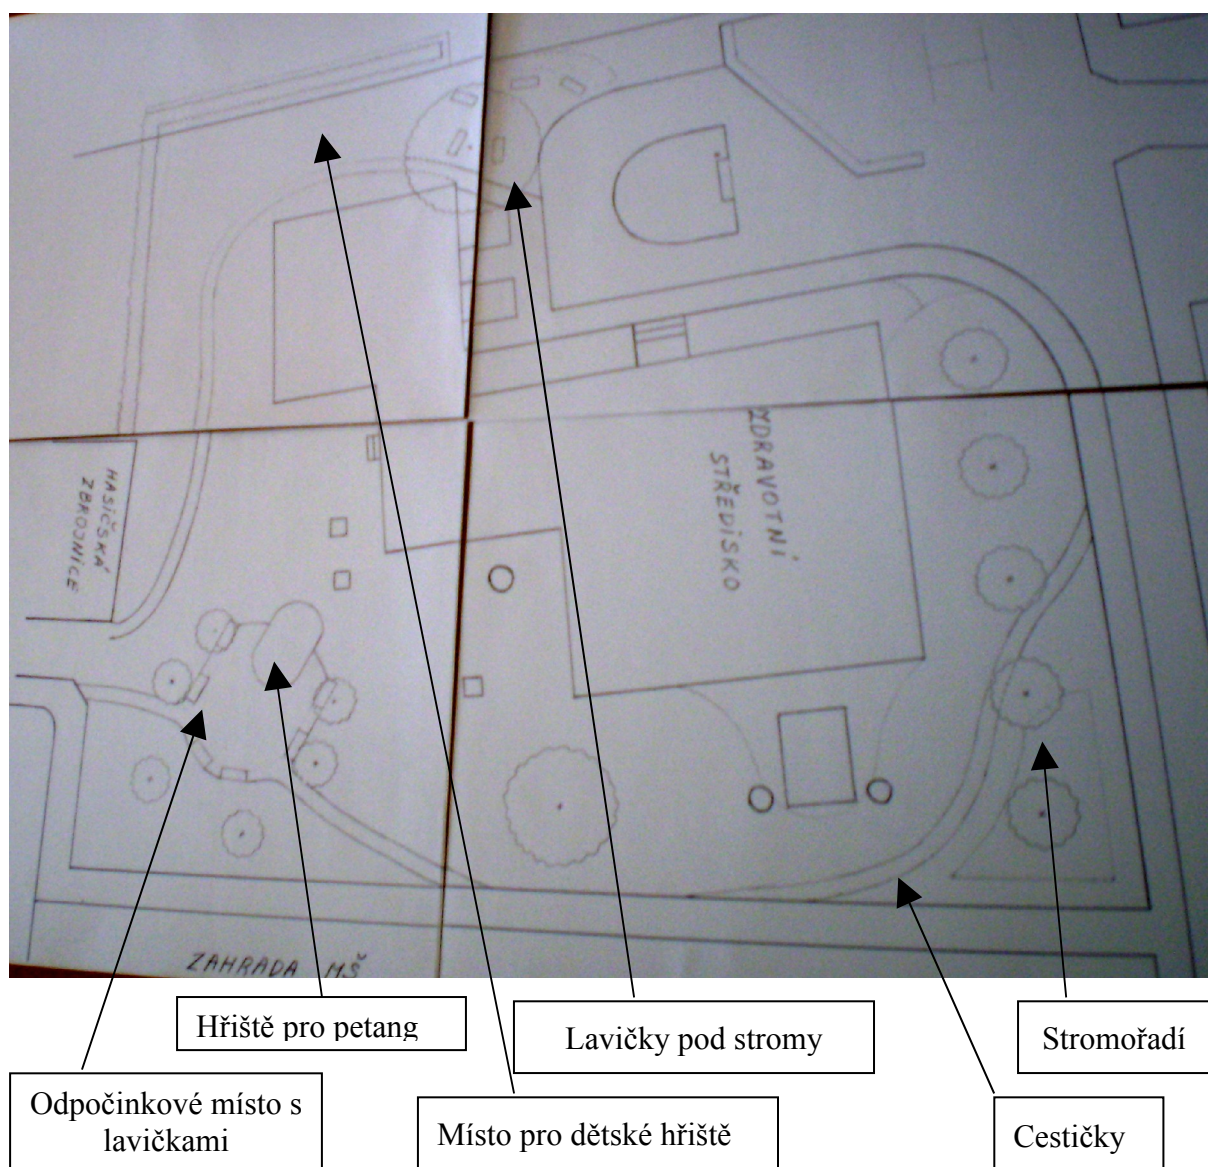 ZDRAVOTNÍ
STŘEDISKO
HASIČSKÁ
ZBROJNICE
ZAHRADA MŠ
Hřiště pro petang
Lavičky pod stromy
Stromořadí
Odpočinkové místo s
lavičkami
Místo pro dětské hřiště
Cestičky